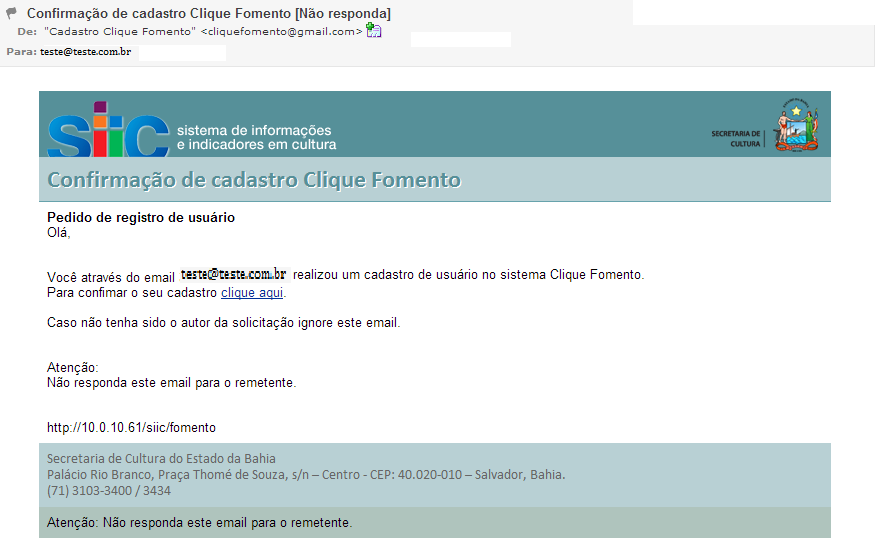 Confirmação de cadastro Clique Fomento [Não responda]
De: "Cadastro Clique Fomento" <cliquefomento@gmail.com>
Para: teste@teste.com.br
siic sistema de informações
e indicadores em cultura
SECRETARIA DE
CULTURA
Confirmação de cadastro Clique Fomento
Pedido de registro de usuário
Olá,
Você através do email teste@teste.com.br realizou um cadastro de usuário no sistema Clique Fomento.
Para confimar o seu cadastro clique aqui.
Caso não tenha sido o autor da solicitação ignore este email.
Atenção:
Não responda este email para o remetente.
http://10.0.10.61/siic/fomento
Secretaria de Cultura do Estado da Bahia
Palácio Rio Branco, Praça Thomé de Souza, s/n – Centro - CEP: 40.020-010 – Salvador, Bahia.
(71) 3103-3400 / 3434
Atenção: Não responda este email para o remetente.